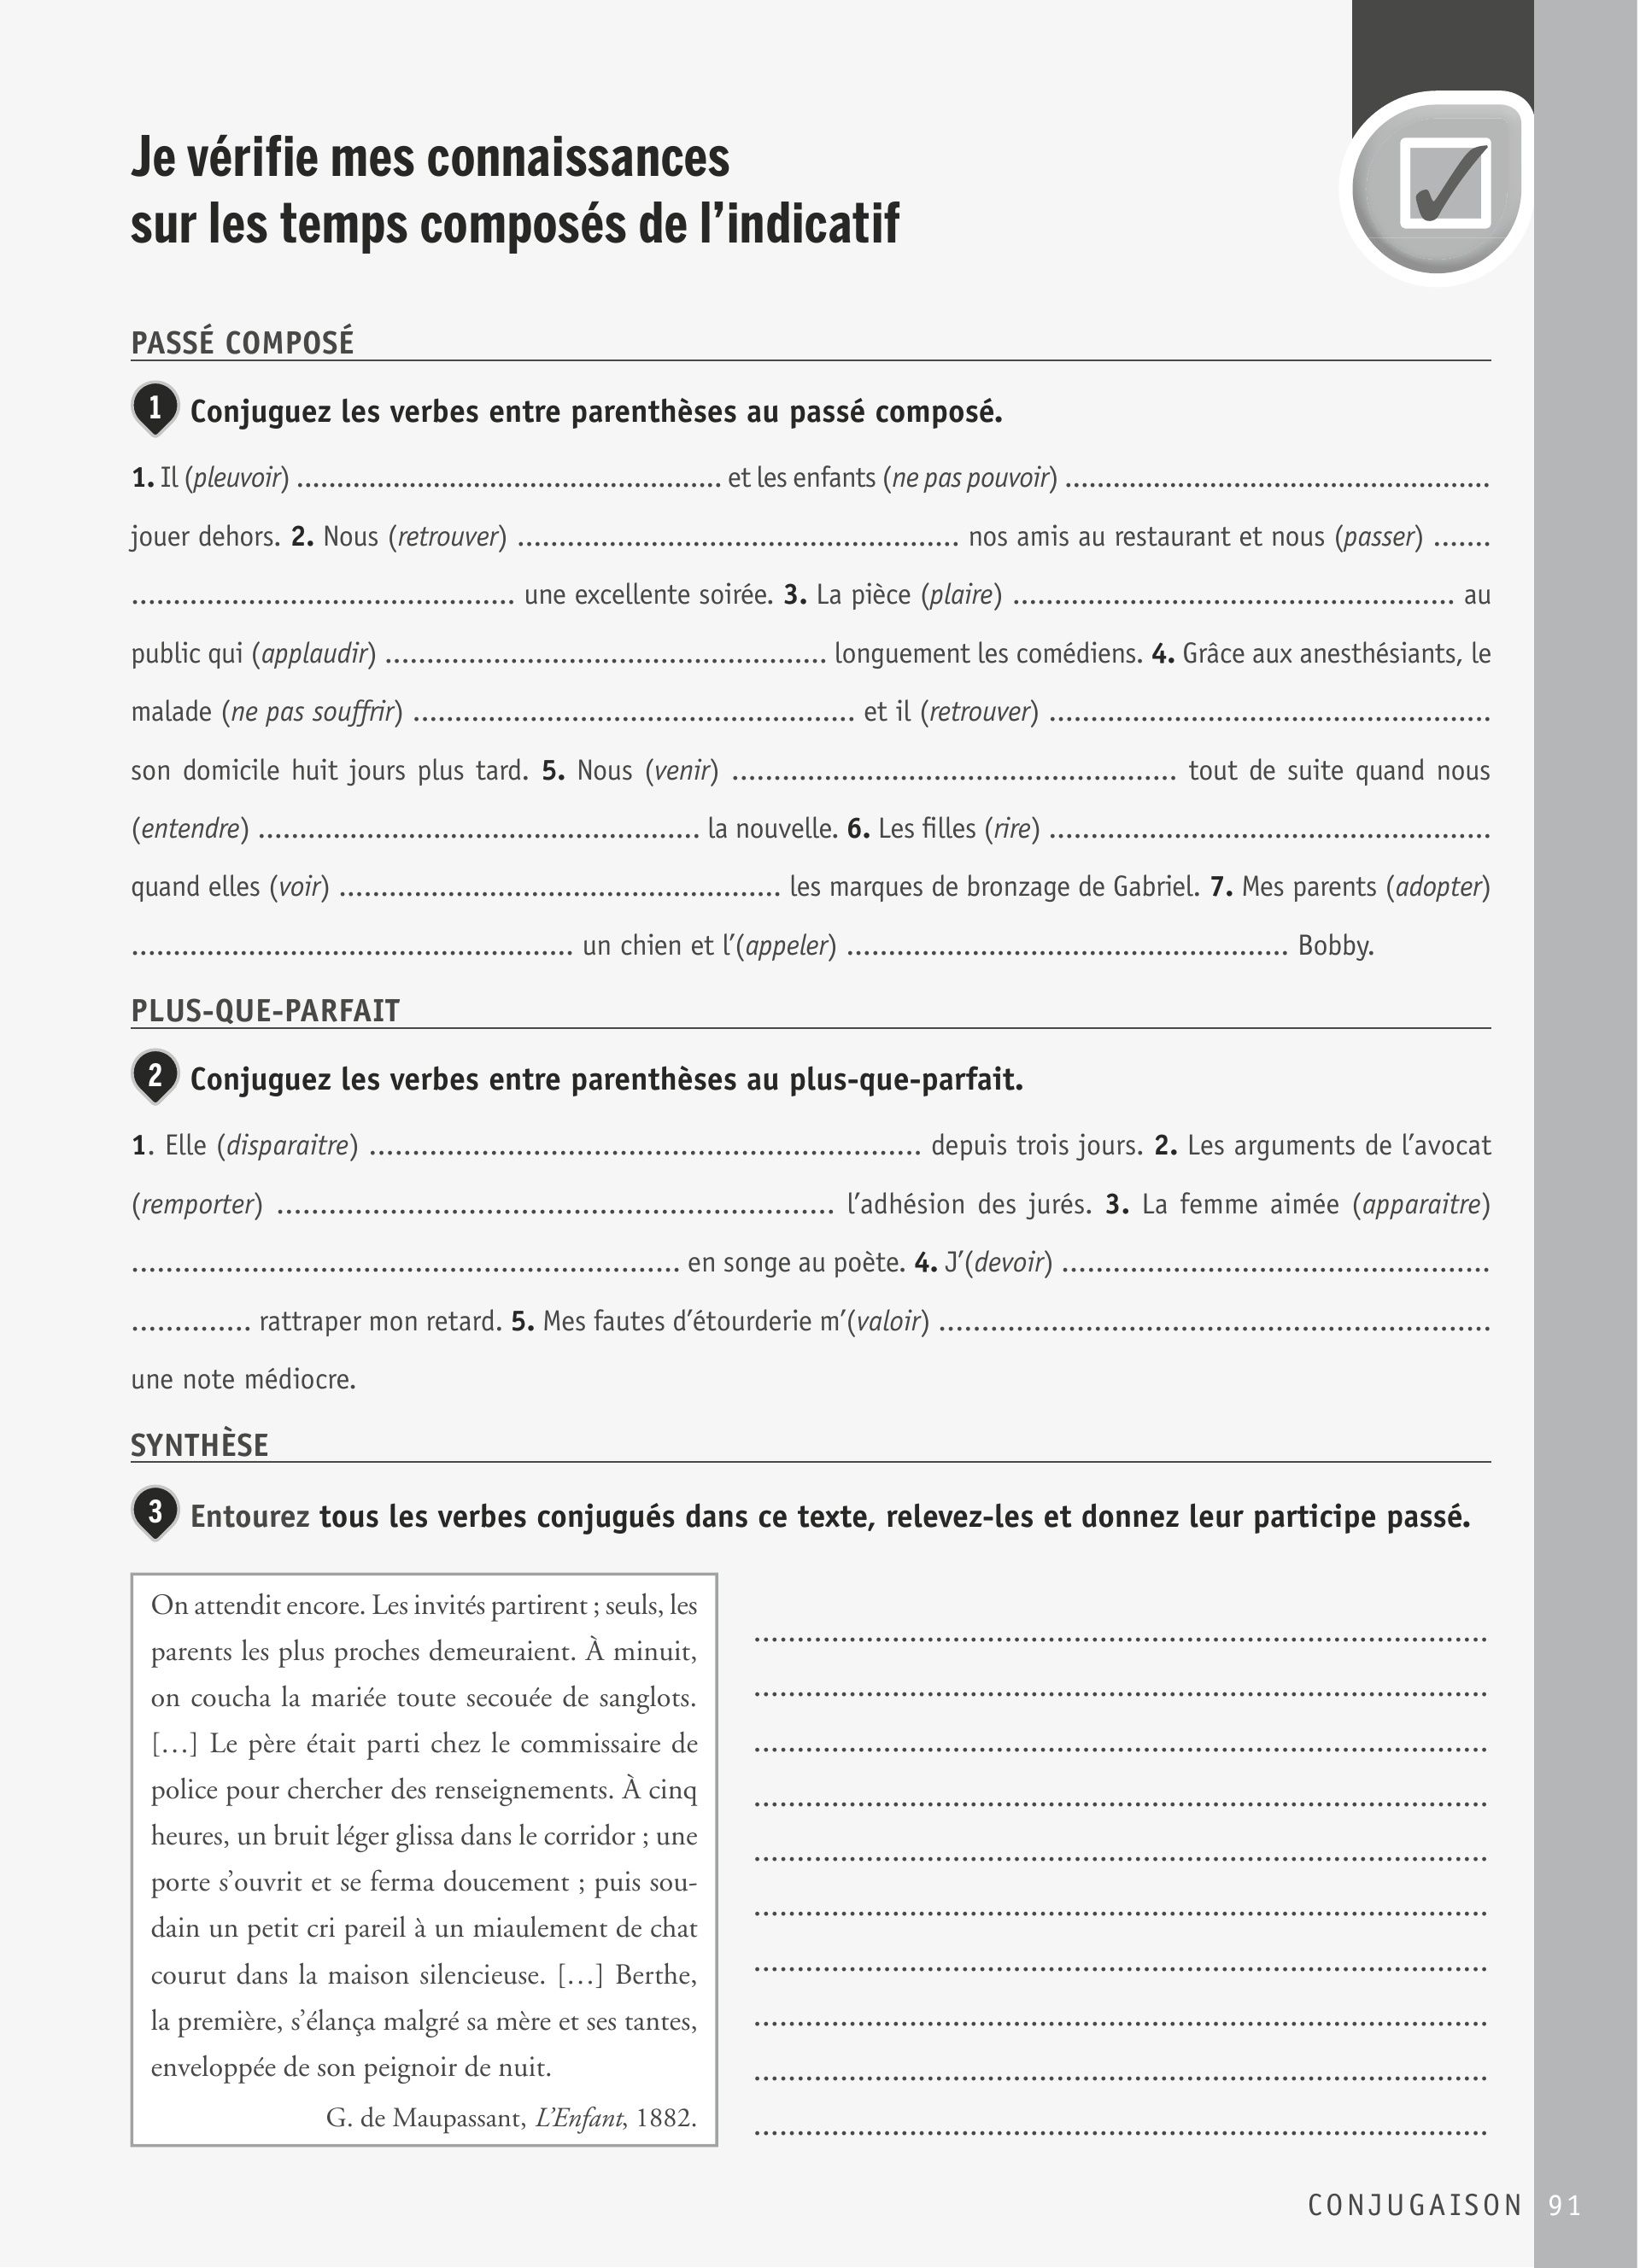 Je vérifie mes connaissances
sur les temps composés de l’indicatif
PASSÉ COMPOSÉ
1 Conjuguez les verbes entre parenthèses au passé composé.
1. Il (pleuvoir) ...................................................... et les enfants (ne pas pouvoir) ...................................................
jouer dehors. 2. Nous (retrouver) ..................................................... nos amis au restaurant et nous (passer) .......
.............................................. une excellente soirée. 3. La pièce (plaire) ..................................................... au
public qui (applaudir) ..................................................... longuement les comédiens. 4. Grâce aux anesthésiants, le
malade (ne pas souffrir) ..................................................... et il (retrouver) .....................................................
son domicile huit jours plus tard. 5. Nous (venir) ..................................................... tout de suite quand nous
(entendre) ..................................................... la nouvelle. 6. Les filles (rire) .....................................................
quand elles (voir) ..................................................... les marques de bronzage de Gabriel. 7. Mes parents (adopter)
..................................................... un chien et l’(appeler) ..................................................... Bobby.
PLUS-QUE-PARFAIT
2 Conjuguez les verbes entre parenthèses au plus-que-parfait.
1. Elle (disparaitre) .................................................................. depuis trois jours. 2. Les arguments de l’avocat
(remporter) .................................................................. l’adhésion des jurés. 3. La femme aimée (apparaitre)
.................................................................. en songe au poète. 4. J’(devoir) ...................................................
.............. rattraper mon retard. 5. Mes fautes d’étourderie m’(valoir) ..................................................................
une note médiocre.
SYNTHÈSE
3 Entourez tous les verbes conjugués dans ce texte, relevez-les et donnez leur participe passé.
On attendit encore. Les invités partirent ; seuls, les
parents les plus proches demeuraient. À minuit,
on coucha la mariée toute secouée de sanglots.
[…] Le père était parti chez le commissaire de
police pour chercher des renseignements. À cinq
heures, un bruit léger glissa dans le corridor ; une
porte s’ouvrit et se ferma doucement ; puis sou-
dain un petit cri pareil à un miaulement de chat
courut dans la maison silencieuse. […] Berthe,
la première, s’élança malgré sa mère et ses tantes,
enveloppée de son peignoir de nuit.
G. de Maupassant, L’Enfant, 1882.
CONJUGAISON 91